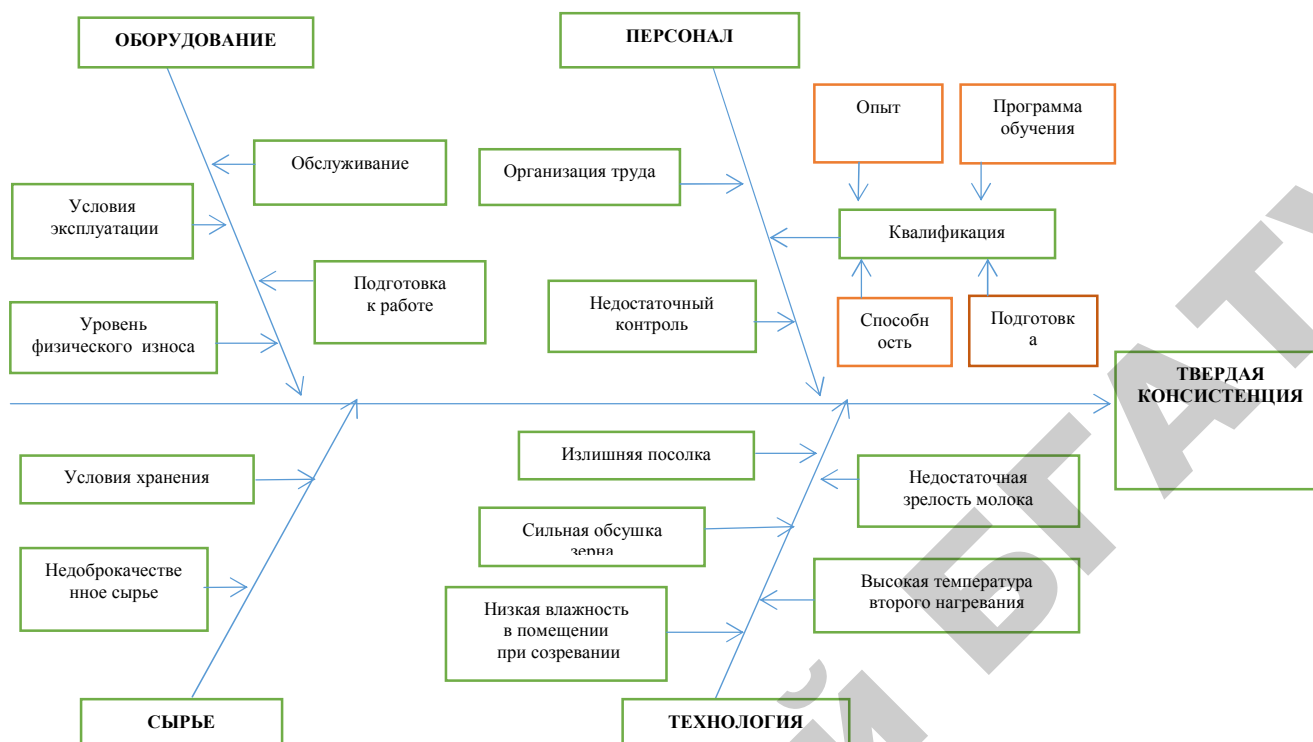 ОБОРУДОВАНИЕ
ПЕРСОНАЛ
Опыт
Программа
обучения
Обслуживание
Организация труда
Условия
эксплуатации
Квалификация
Подготовка
к работе
Недостаточный
контроль
Способн
ость
Подготовк
а
Уровень
физического износа
ТВЕРДАЯ
КОНСИСТЕНЦИЯ
Условия хранения
Излишняя посолка
Недостаточная
зрелость молока
Сильная обсушка
зерна
Недоброкачестве
нное сырье
Высокая температура
второго нагревания
Низкая влажность
в помещении
при созревании
СЫРЬЕ
ТЕХНОЛОГИЯ
Й БГАТУ